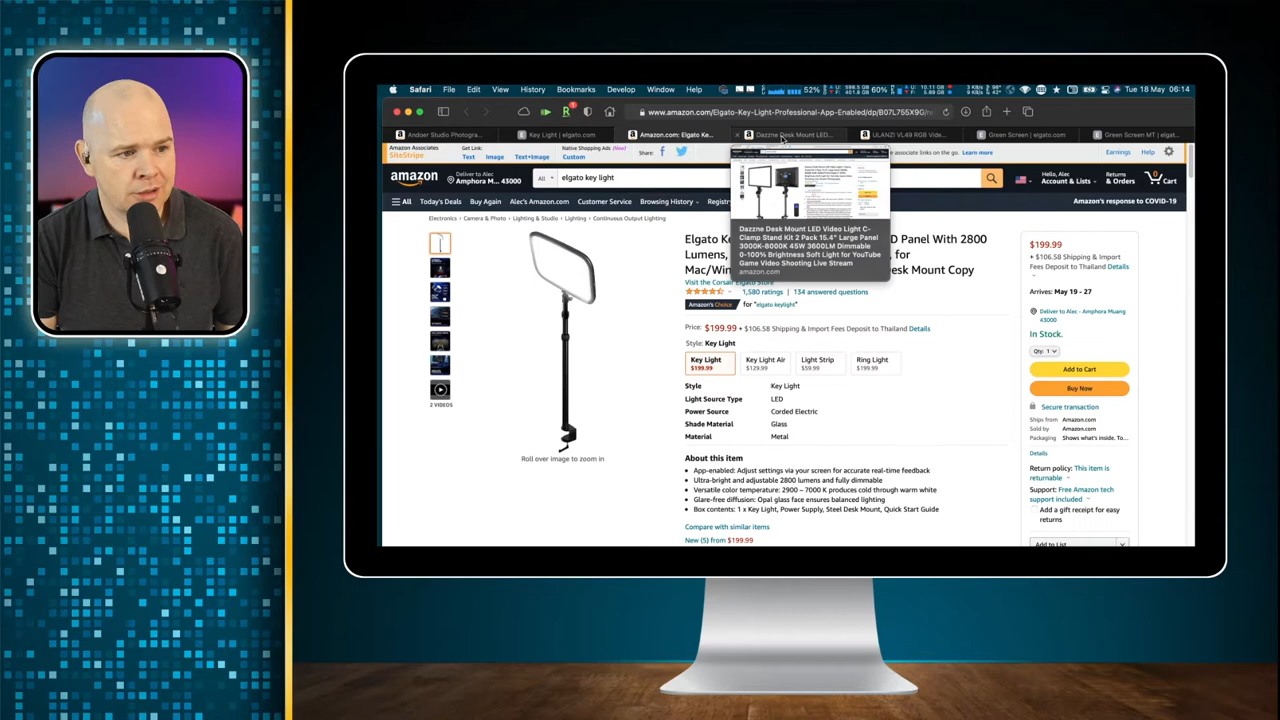 Safari File Edit View History Bookmarks Develop Window Help
52%
60%
Tue 18 May 06:14
www.amazon.com/Elgato-Key-Light-Professional-App-Enabled/dp/B07L755X9G/
Andoer Studio Photogra...
Key Light | elgato.com
Amazon.com: Elgato Ke...
Dazzne Desk Mount LED...
ULANZI VL49 RGB Vide...
Green Screen | elgato.com
Green Screen MT | elgat...
Amazon Associates
SiteStripe
Get Link:
Text Image Text+Image
Native Shopping Ads (New)
Custom
Share:
associate links on the go. Learn more
Earnings Help
amazon
Deliver to Alec
Amphora M... 43000
All
elgato key light
Hello, Alec
Account & Lists
Returns
& Orders
0
Cart
All Today's Deals Buy Again Alec's Amazon.com Customer Service Browsing History
Amazon's response to COVID-19
Electronics › Camera & Photo › Lighting & Studio › Lighting › Continuous Output Lighting
Dazzne Desk Mount LED Video Light C-
Clamp Stand Kit 2 Pack 15.4" Large Panel
3000K-8000K 45W 3600LM Dimmable
0-100% Brightness Soft Light for YouTube
Game Video Shooting Live Stream
amazon.com
Elgato Ke
D Panel With 2800
Lumens,
for
Mac/Win
esk Mount Copy
Visit the Corsair Elgato Store
1,580 ratings | 134 answered questions
Amazon's Choice for "elgato keylight"
Price: $199.99 + $106.58 Shipping & Import Fees Deposit to Thailand Details
Style: Key Light
Key Light
$199.99
Key Light Air
$129.99
Light Strip
$59.99
Ring Light
$199.99
Style Key Light
Light Source Type LED
Power Source Corded Electric
Shade Material Glass
Material Metal
About this item
• App-enabled: Adjust settings via your screen for accurate real-time feedback
• Ultra-bright and adjustable 2800 lumens and fully dimmable
• Versatile color temperature: 2900 – 7000 K produces cold through warm white
• Glare-free diffusion: Opal glass face ensures balanced lighting
• Box contents: 1 x Key Light, Power Supply, Steel Desk Mount, Quick Start Guide
Compare with similar items
New (5) from $199.99
2 VIDEOS
Roll over image to zoom in
$199.99
+ $106.58 Shipping & Import
Fees Deposit to Thailand Details
Arrives: May 19 - 27
Deliver to Alec - Amphora Muang
43000
In Stock.
Qty: 1
Add to Cart
Buy Now
Secure transaction
Ships from Amazon.com
Sold by Amazon.com
Packaging Shows what's inside. To...
Details
Return policy: This item is
returnable
Support: Free Amazon tech
support included
Add a gift receipt for easy
returns
Add to List